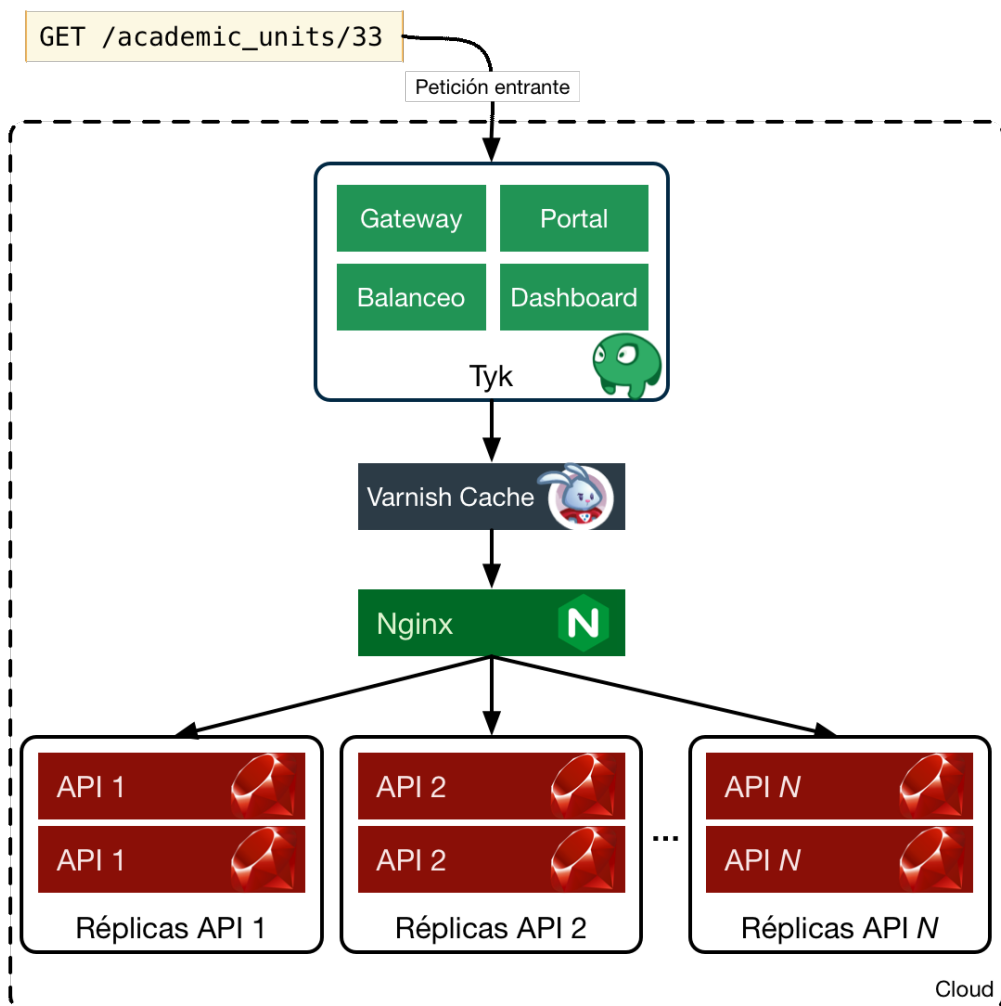 GET /academic_units/33
Petición entrante
Gateway
Portal
Balanceo
Dashboard
Tyk
Varnish Cache
Nginx
N
API 1
API 1
Réplicas API 1
API 2
API 2
Réplicas API 2
...
API N
API N
Réplicas API N
Cloud